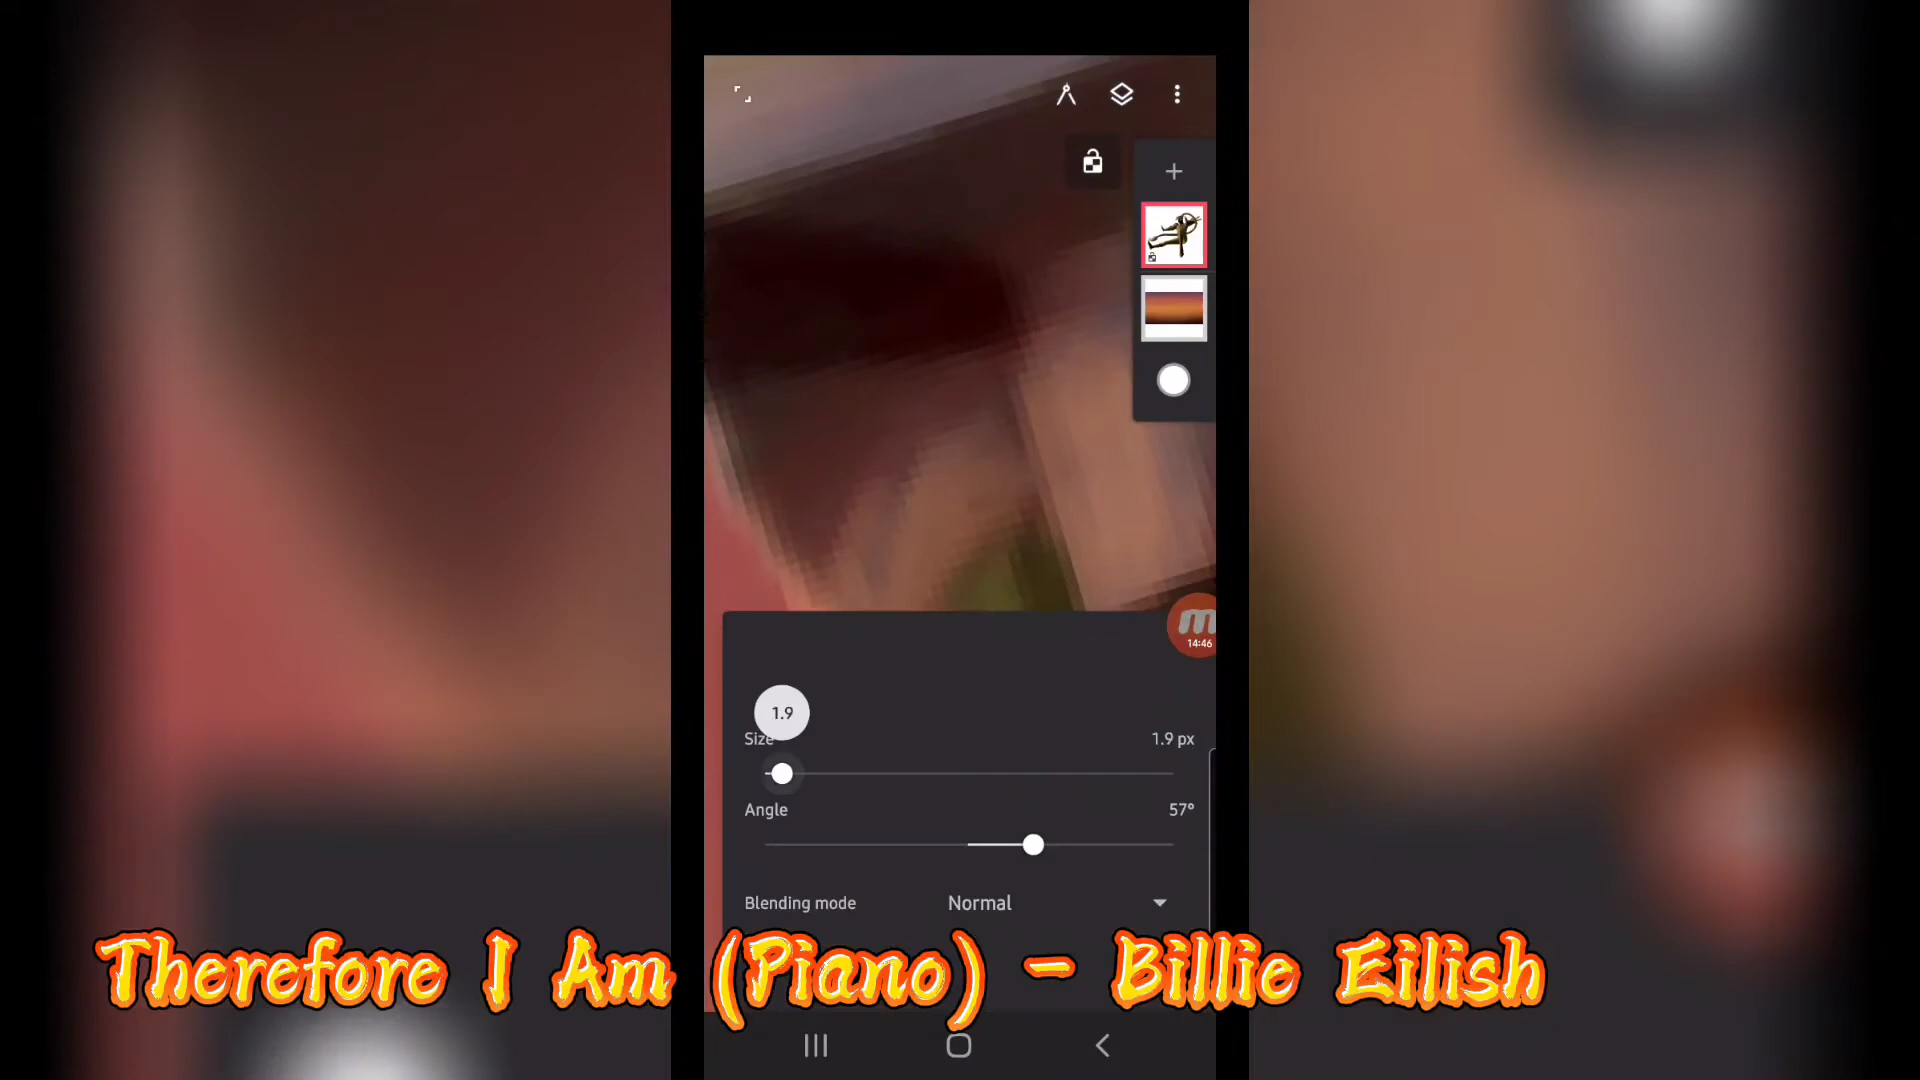 14:46
1.9
Size
1.9 px
Angle
57°
Blending mode
Normal
Therefore I Am (Piano) - Billie Eilish